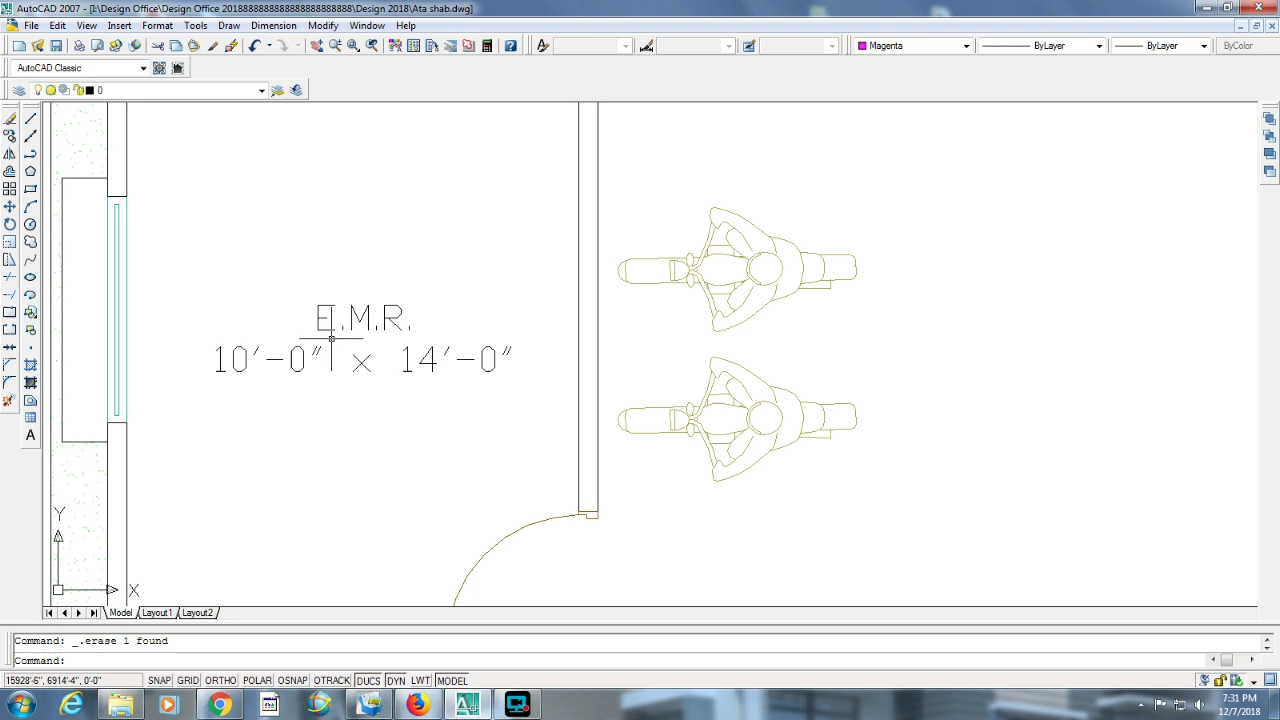 AutoCAD 2007 - [I:\Design Office\Design Office 2018888888888888888888888\Design 2018\Ata shab.dwg]
File Edit View Insert Format Tools Draw Dimension Modify Window Help
Magenta ByLayer ByLayer ByColor
AutoCAD Classic
0
E.M.R.
10'-0" x 14'-0"
Y
X
A
Model Layout1 Layout2
Command: _.erase 1 found
Command:
15928'-6", 6914'-4", 0'-0" SNAP GRID ORTHO POLAR OSNAP OTRACK DUCS DYN LWT MODEL
7:31 PM
12/7/2018